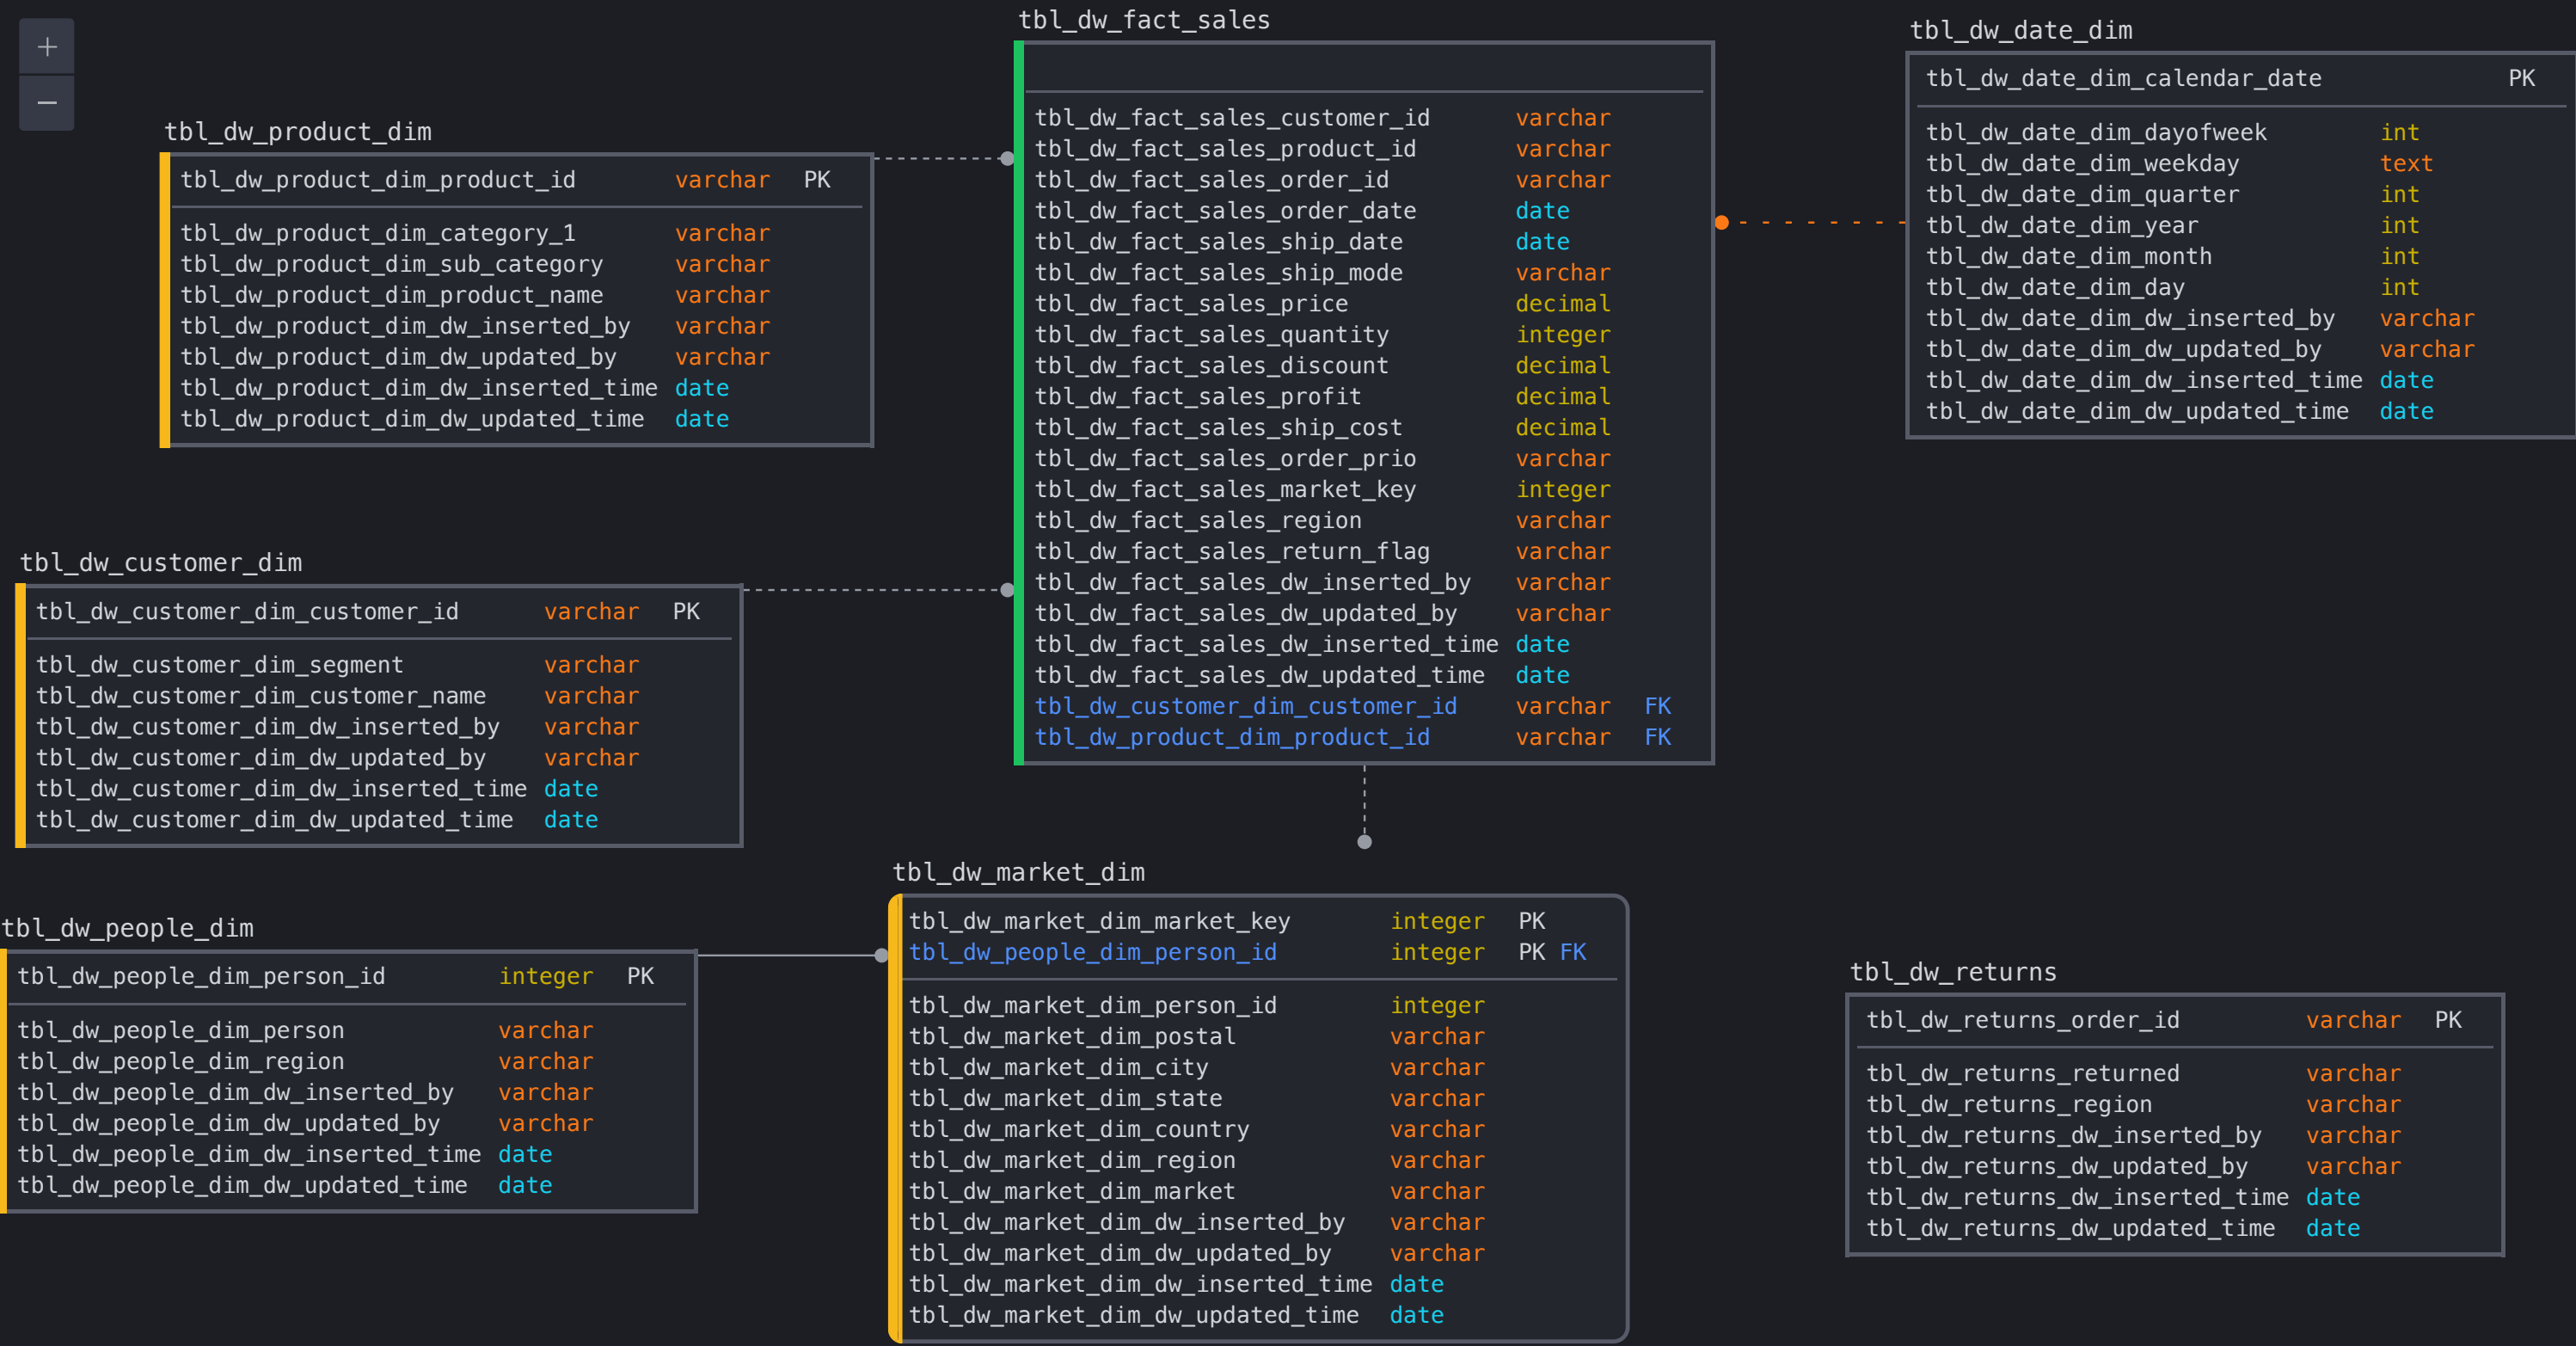 +
−
tbl_dw_fact_sales
tbl_dw_fact_sales_customer_id varchar
tbl_dw_fact_sales_product_id varchar
tbl_dw_fact_sales_order_id varchar
tbl_dw_fact_sales_order_date date
tbl_dw_fact_sales_ship_date date
tbl_dw_fact_sales_ship_mode varchar
tbl_dw_fact_sales_price decimal
tbl_dw_fact_sales_quantity integer
tbl_dw_fact_sales_discount decimal
tbl_dw_fact_sales_profit decimal
tbl_dw_fact_sales_ship_cost decimal
tbl_dw_fact_sales_order_prio varchar
tbl_dw_fact_sales_market_key integer
tbl_dw_fact_sales_region varchar
tbl_dw_fact_sales_return_flag varchar
tbl_dw_fact_sales_dw_inserted_by varchar
tbl_dw_fact_sales_dw_updated_by varchar
tbl_dw_fact_sales_dw_inserted_time date
tbl_dw_fact_sales_dw_updated_time date
tbl_dw_customer_dim_customer_id varchar FK
tbl_dw_product_dim_product_id varchar FK
tbl_dw_date_dim
tbl_dw_date_dim_calendar_date PK
tbl_dw_date_dim_dayofweek int
tbl_dw_date_dim_weekday text
tbl_dw_date_dim_quarter int
tbl_dw_date_dim_year int
tbl_dw_date_dim_month int
tbl_dw_date_dim_day int
tbl_dw_date_dim_dw_inserted_by varchar
tbl_dw_date_dim_dw_updated_by varchar
tbl_dw_date_dim_dw_inserted_time date
tbl_dw_date_dim_dw_updated_time date
tbl_dw_product_dim
tbl_dw_product_dim_product_id varchar PK
tbl_dw_product_dim_category_1 varchar
tbl_dw_product_dim_sub_category varchar
tbl_dw_product_dim_product_name varchar
tbl_dw_product_dim_dw_inserted_by varchar
tbl_dw_product_dim_dw_updated_by varchar
tbl_dw_product_dim_dw_inserted_time date
tbl_dw_product_dim_dw_updated_time date
tbl_dw_customer_dim
tbl_dw_customer_dim_customer_id varchar PK
tbl_dw_customer_dim_segment varchar
tbl_dw_customer_dim_customer_name varchar
tbl_dw_customer_dim_dw_inserted_by varchar
tbl_dw_customer_dim_dw_updated_by varchar
tbl_dw_customer_dim_dw_inserted_time date
tbl_dw_customer_dim_dw_updated_time date
tbl_dw_people_dim
tbl_dw_people_dim_person_id integer PK
tbl_dw_people_dim_person varchar
tbl_dw_people_dim_region varchar
tbl_dw_people_dim_dw_inserted_by varchar
tbl_dw_people_dim_dw_updated_by varchar
tbl_dw_people_dim_dw_inserted_time date
tbl_dw_people_dim_dw_updated_time date
tbl_dw_market_dim
tbl_dw_market_dim_market_key integer PK
tbl_dw_people_dim_person_id integer PK FK
tbl_dw_market_dim_person_id integer
tbl_dw_market_dim_postal varchar
tbl_dw_market_dim_city varchar
tbl_dw_market_dim_state varchar
tbl_dw_market_dim_country varchar
tbl_dw_market_dim_region varchar
tbl_dw_market_dim_market varchar
tbl_dw_market_dim_dw_inserted_by varchar
tbl_dw_market_dim_dw_updated_by varchar
tbl_dw_market_dim_dw_inserted_time date
tbl_dw_market_dim_dw_updated_time date
tbl_dw_returns
tbl_dw_returns_order_id varchar PK
tbl_dw_returns_returned varchar
tbl_dw_returns_region varchar
tbl_dw_returns_dw_inserted_by varchar
tbl_dw_returns_dw_updated_by varchar
tbl_dw_returns_dw_inserted_time date
tbl_dw_returns_dw_updated_time date